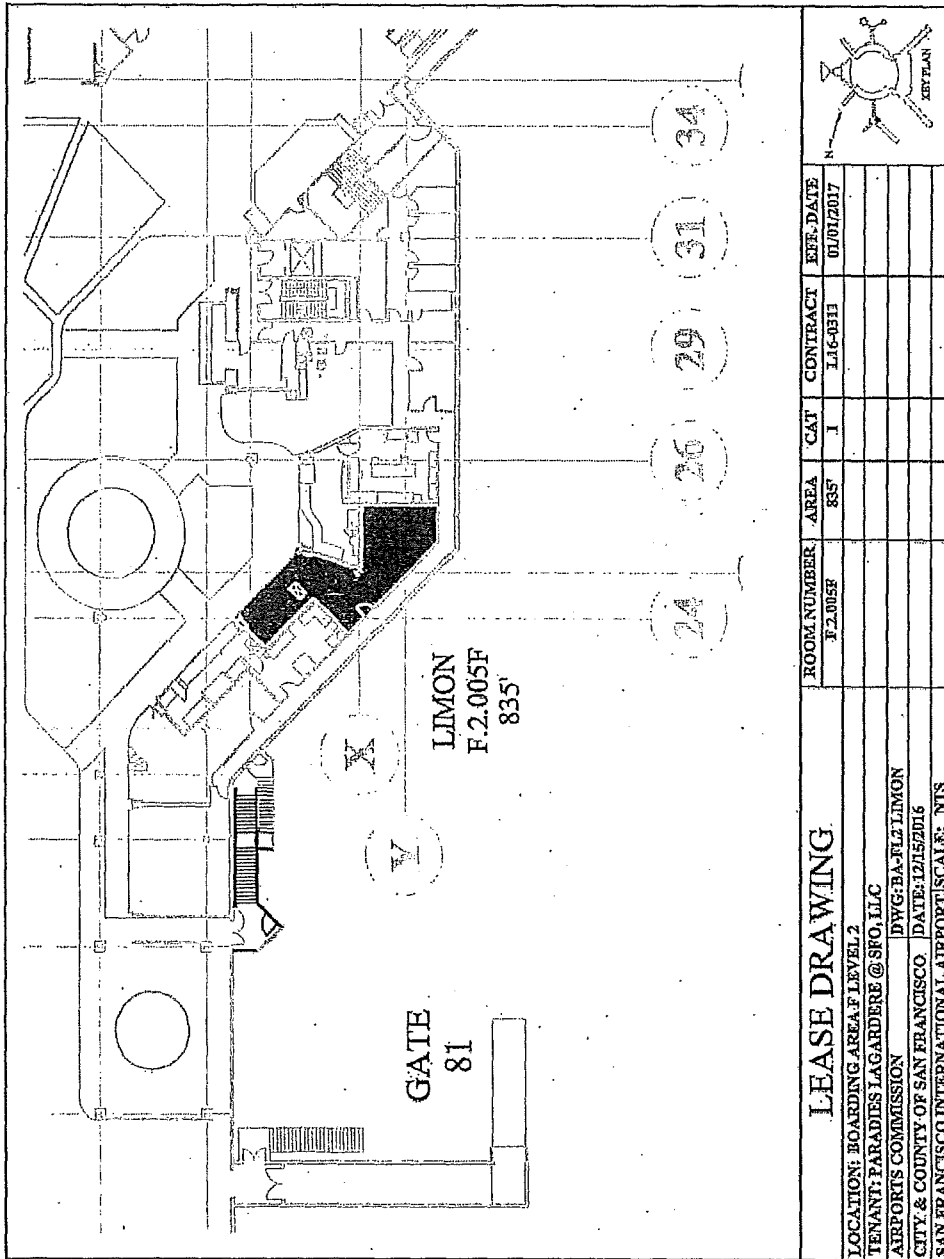 GATE
81
LIMON
F.2.005F
835'
X
Y
24
26
29
31
34
LEASE DRAWING
LOCATION: BOARDING AREA F LEVEL 2
TENANT: PARADIES LAGARDERE @ SFO, LLC
AIRPORTS COMMISSION DWG: BA-FL2 LIMON
CITY & COUNTY OF SAN FRANCISCO DATE: 12/15/2016
SAN FRANCISCO INTERNATIONAL AIRPORT SCALE: NTS
ROOM NUMBER AREA CAT CONTRACT EFF. DATE
F.2.005F 835' 1 L16-0313 01/01/2017
N
KEY PLAN